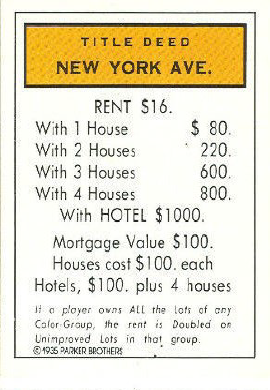 TITLE DEED
NEW YORK AVE.
RENT $16.
With 1 House $ 80.
With 2 Houses 220.
With 3 Houses 600.
With 4 Houses 800.
With HOTEL $1000.
Mortgage Value $100.
Houses cost $100. each
Hotels, $100. plus 4 houses
If a player owns ALL the Lots of any
Color-Group, the rent is Doubled on
Unimproved Lots in that group.
©1935 PARKER BROTHERS